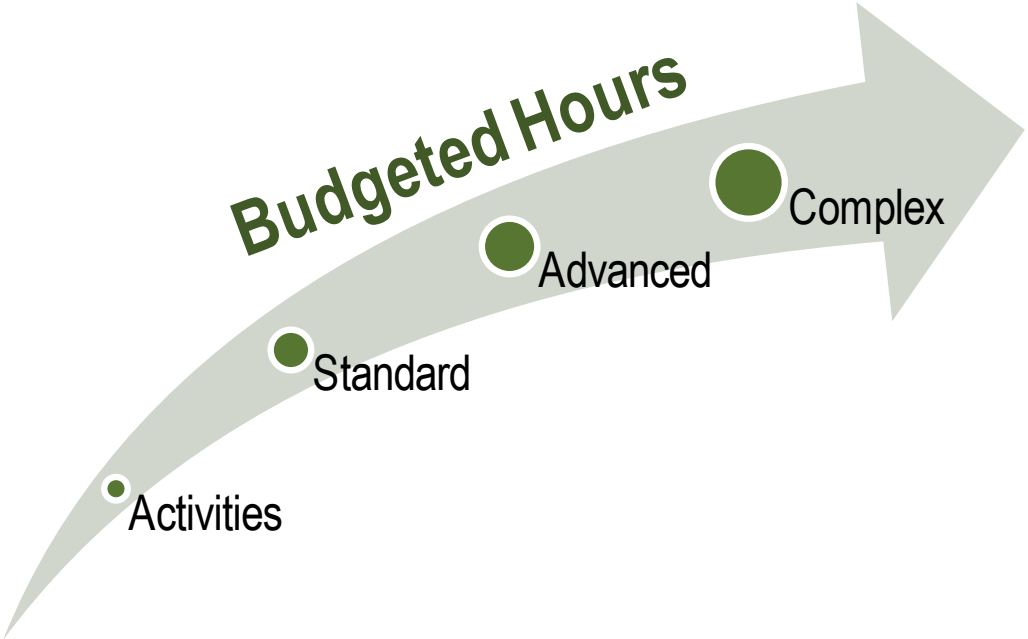 Budgeted Hours
Complex
Advanced
Standard
Activities